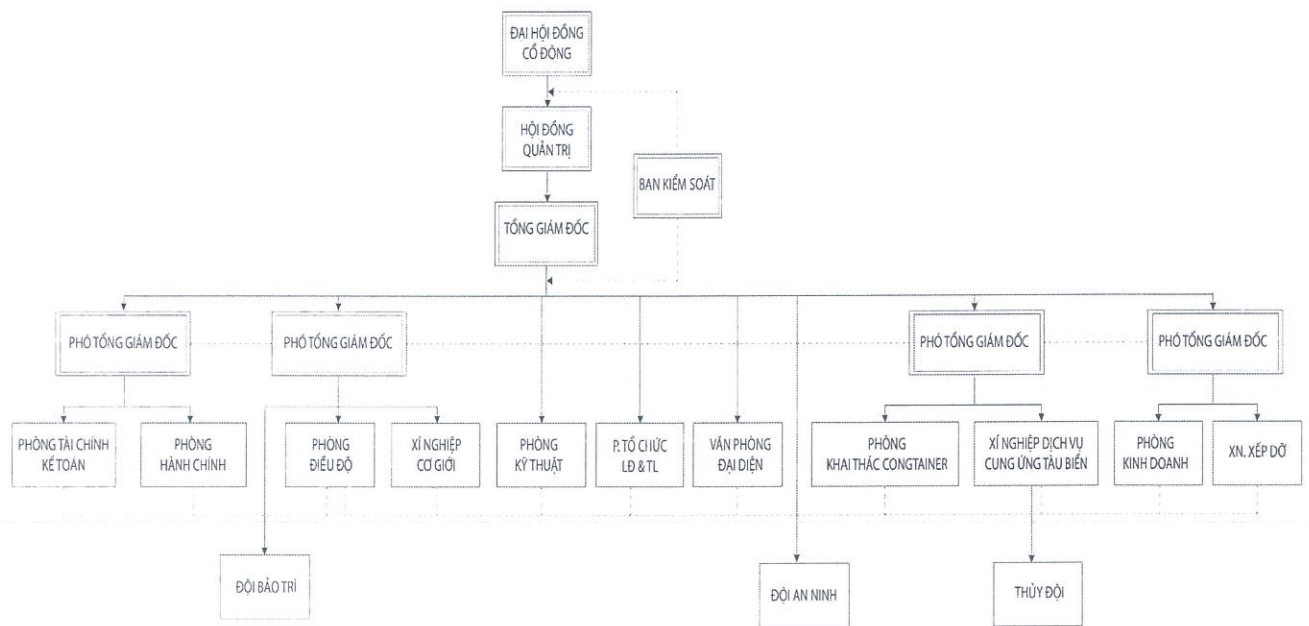 ĐAI HỘI ĐỒNG
CỔ ĐÔNG
HỘI ĐỒNG
QUẢN TRỊ
BAN KIỂM SOÁT
TỔNG GIÁM ĐỐC
PHÓ TỔNG GIÁM ĐỐC
PHÓ TỔNG GIÁM ĐỐC
PHÓ TỔNG GIÁM ĐỐC
PHÓ TỔNG GIÁM ĐỐC
PHÒNG TÀI CHÍNH
KẾ TOÁN
PHÒNG
HÀNH CHÍNH
PHÒNG
ĐIỀU ĐỘ
XÍ NGHIỆP
CƠ GIỚI
PHÒNG
KỸ THUẬT
P. TỔ CHỨC
LĐ & TL
VĂN PHÒNG
ĐẠI DIỆN
PHÒNG
KHAI THÁC CONGTAINER
XÍ NGHIỆP DỊCH VỤ
CUNG ỨNG TÀU BIỂN
PHÒNG
KINH DOANH
XN. XẾP DỠ
ĐỘI BẢO TRÌ
ĐỘI AN NINH
THỦY ĐỘI